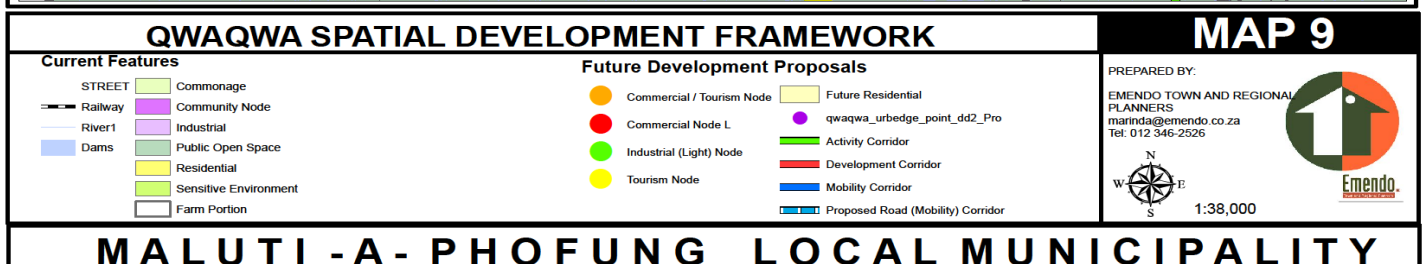 QWAQWA SPATIAL DEVELOPMENT FRAMEWORK
MAP 9
Current Features
STREET
Railway
River1
Dams
Commonage
Community Node
Industrial
Public Open Space
Residential
Sensitive Environment
Farm Portion
Future Development Proposals
Commercial / Tourism Node
Commercial Node L
Industrial (Light) Node
Tourism Node
Future Residential
qwaqwa_urbedge_point_dd2_Pro
Activity Corridor
Development Corridor
Mobility Corridor
Proposed Road (Mobility) Corridor
PREPARED BY:
EMENDO TOWN AND REGIONAL
PLANNERS
marinda@emendo.co.za
Tel: 012 346-2526
N
W E
S
1:38,000
Emendo.
MALUTI -A- PHOFUNG LOCAL MUNICIPALITY